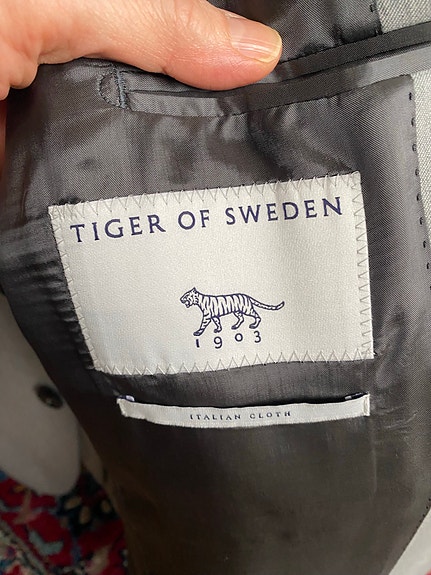 TIGER OF SWEDEN
1903
ITALIAN CLOTH